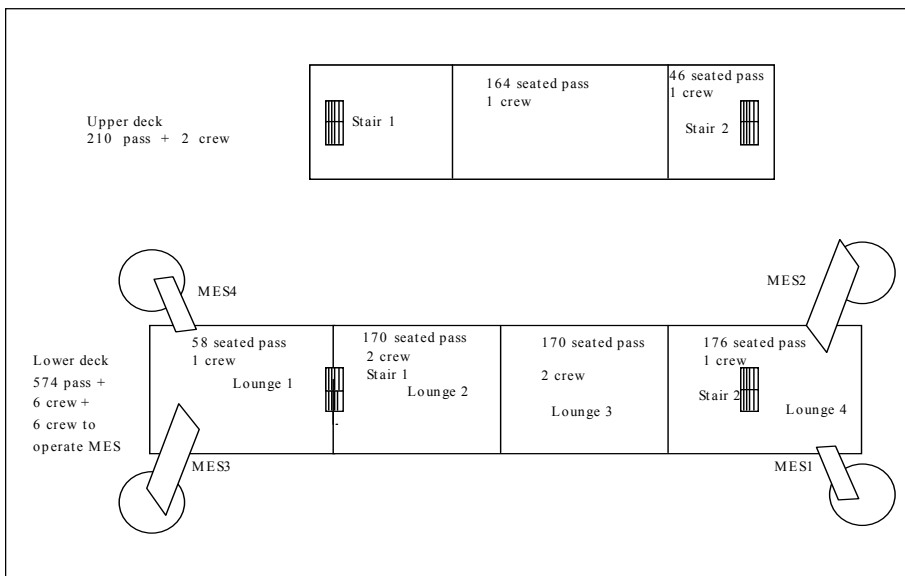 164 seated pass
1 crew
46 seated pass
1 crew
Stair 1
Stair 2
Upper deck
210 pass + 2 crew
MES4
MES2
58 seated pass
1 crew
Lounge 1
170 seated pass
2 crew
Stair 1
Lounge 2
170 seated pass
2 crew
Lounge 3
176 seated pass
1 crew
Stair 2
Lounge 4
Lower deck
574 pass +
6 crew +
6 crew to
operate MES
MES3
MES1